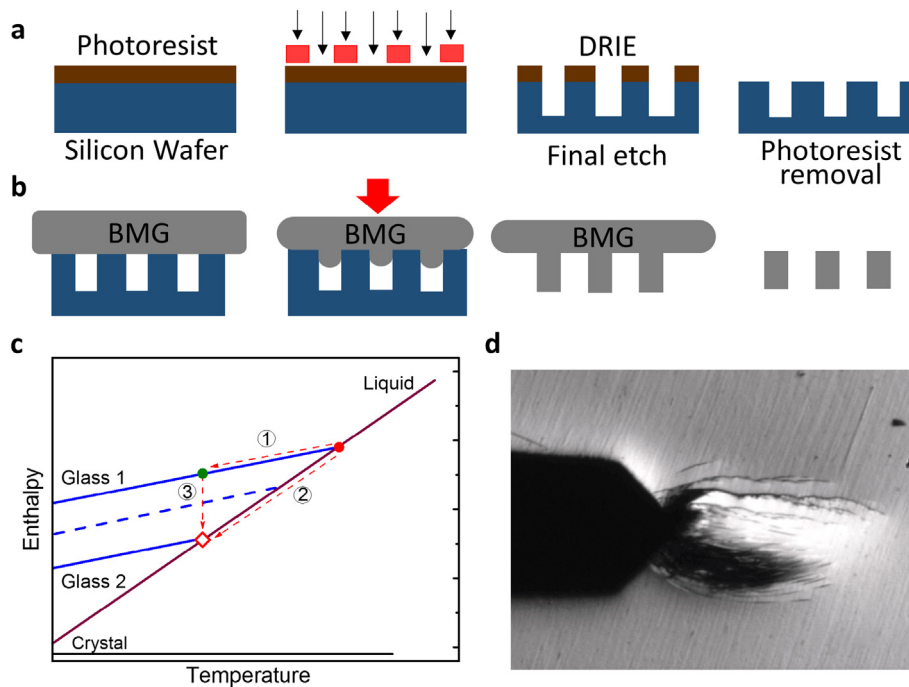 a
Photoresist
Silicon Wafer
DRIE
Final etch
Photoresist
removal
b
BMG
BMG
BMG
c
Enthalpy
Temperature
Liquid
Glass 1
Glass 2
Crystal
①
②
③
d